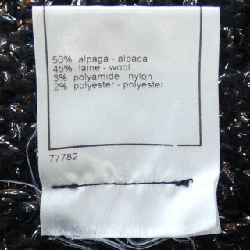 50% alpaga - alpaca
45% laine - wool
3% polyamide - nylon
2% polyester - polyester
77782